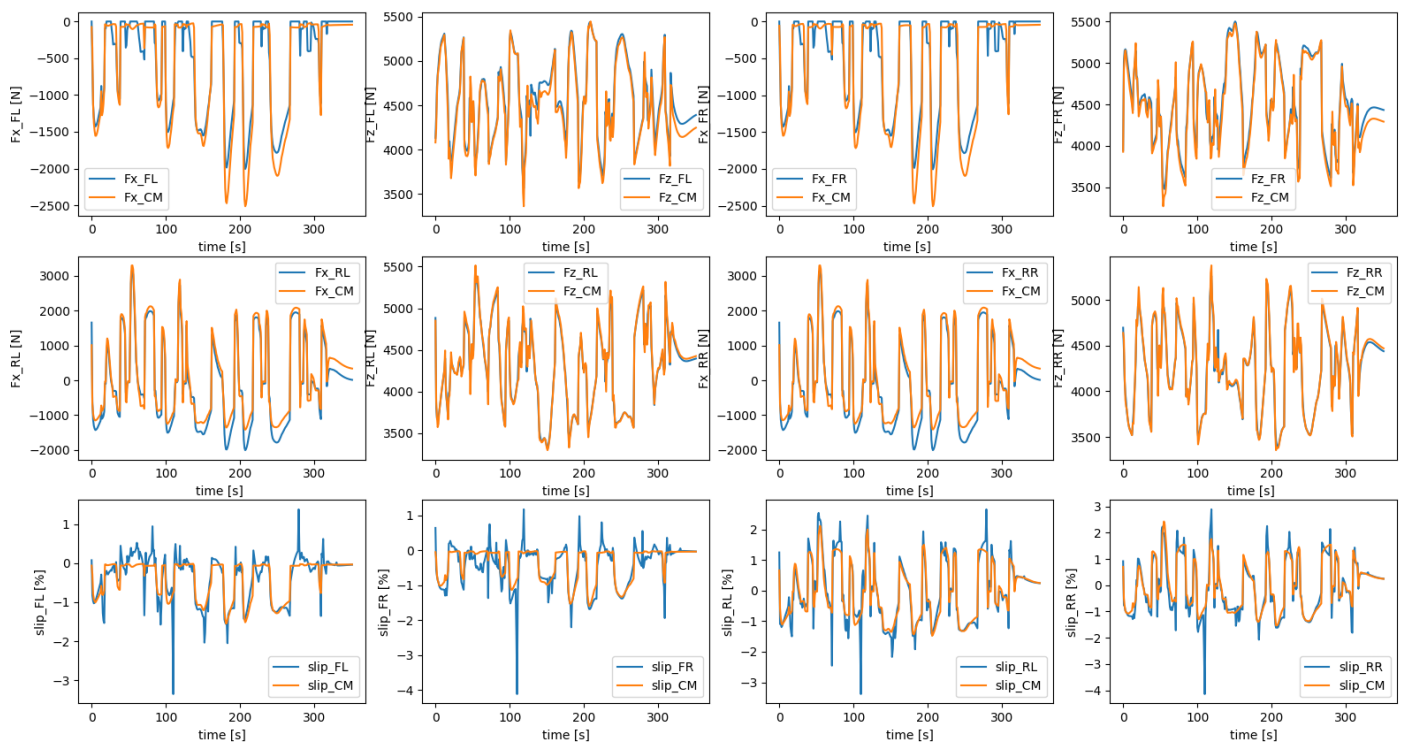 Fx_FL [N]
0
−500
−1000
−1500
−2000
−2500
Fx_FL
Fx_CM
0 100 200 300
time [s]
Fz_FL [N]
5500
5000
4500
4000
3500
Fz_FL
Fz_CM
0 100 200 300
time [s]
Fx_FR [N]
0
−500
−1000
−1500
−2000
−2500
Fx_FR
Fx_CM
0 100 200 300
time [s]
Fz_FR [N]
5500
5000
4500
4000
3500
Fz_FR
Fz_CM
0 100 200 300
time [s]
Fx_RL [N]
3000
2000
1000
0
−1000
−2000
Fx_RL
Fx_CM
0 100 200 300
time [s]
Fz_RL [N]
5500
5000
4500
4000
3500
Fz_RL
Fz_CM
0 100 200 300
time [s]
Fx_RR [N]
3000
2000
1000
0
−1000
−2000
Fx_RR
Fx_CM
0 100 200 300
time [s]
Fz_RR [N]
5000
4500
4000
3500
Fz_RR
Fz_CM
0 100 200 300
time [s]
slip_FL [%]
1
0
−1
−2
−3
slip_FL
slip_CM
0 100 200 300
time [s]
slip_FR [%]
1
0
−1
−2
−3
−4
slip_FR
slip_CM
0 100 200 300
time [s]
slip_RL [%]
2
1
0
−1
−2
−3
slip_RL
slip_CM
0 100 200 300
time [s]
slip_RR [%]
3
2
1
0
−1
−2
−3
−4
slip_RR
slip_CM
0 100 200 300
time [s]